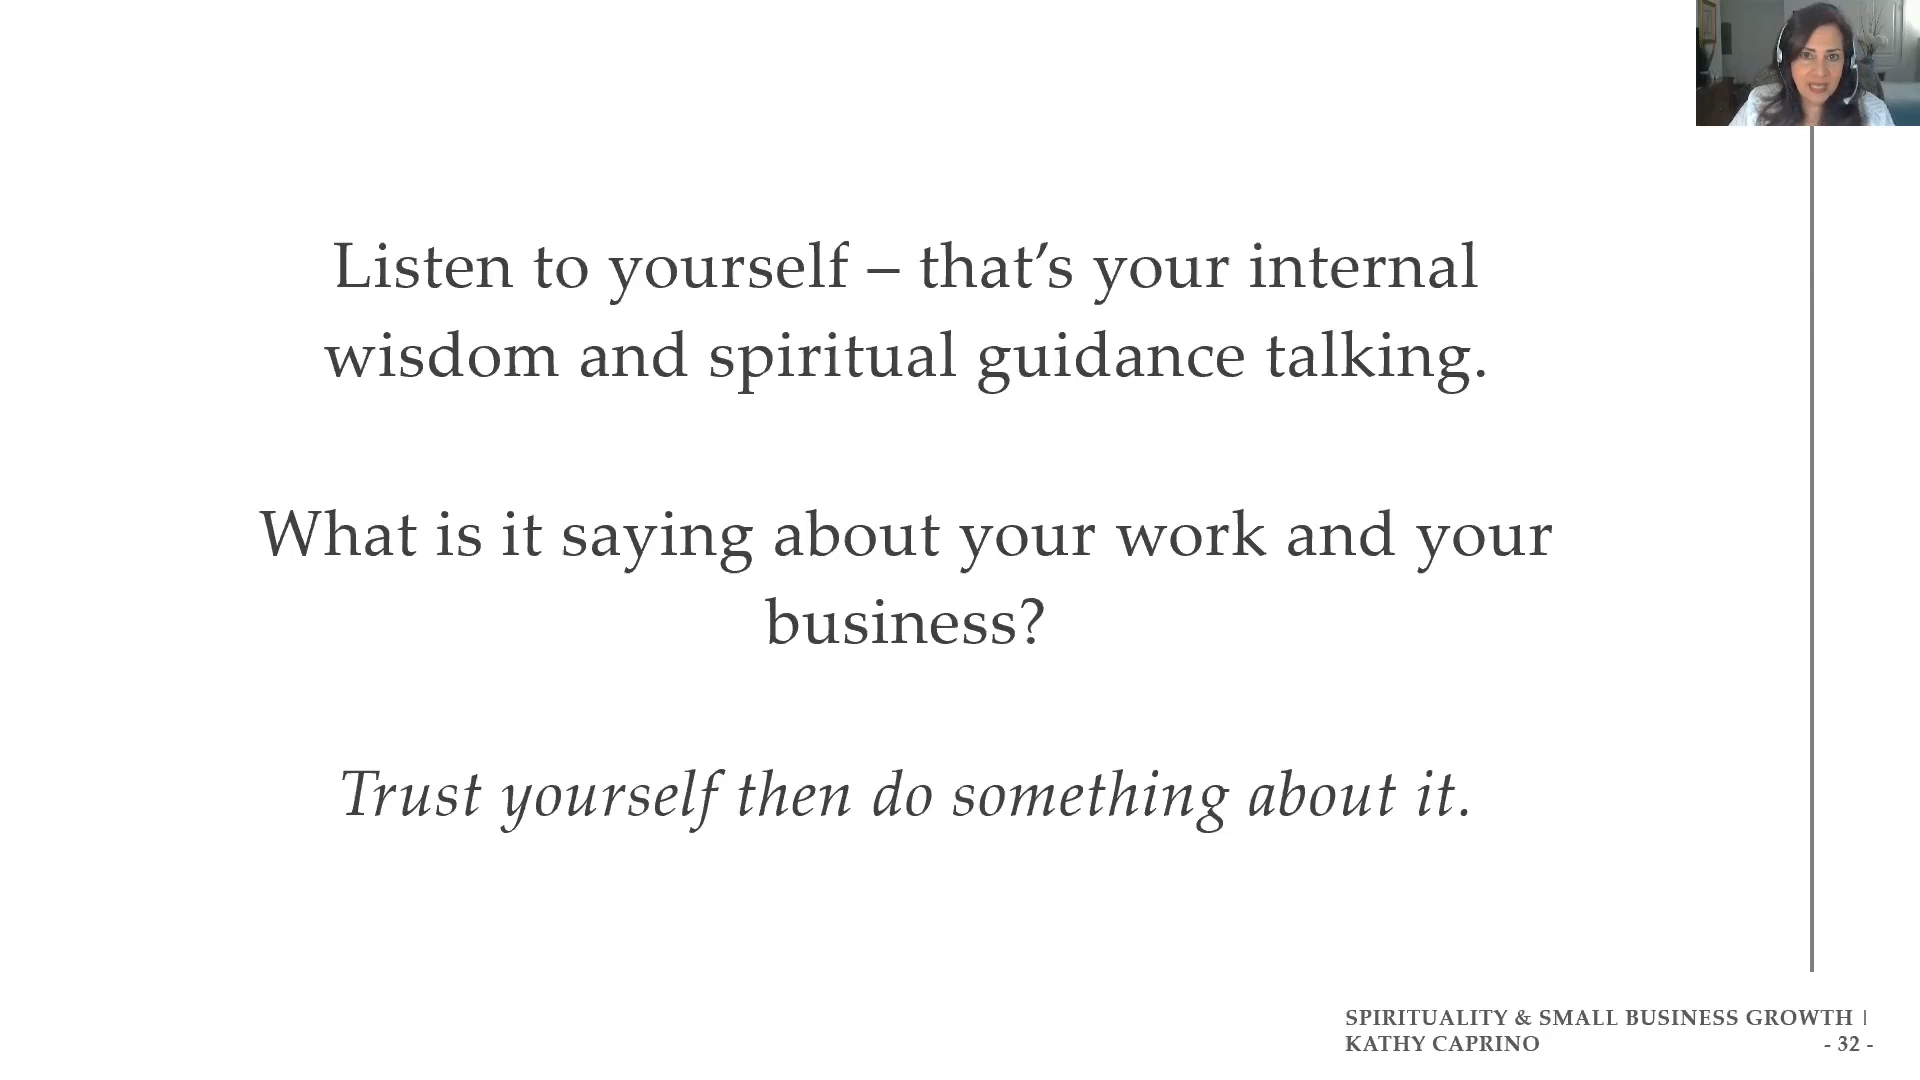 Listen to yourself – that’s your internal
wisdom and spiritual guidance talking.
What is it saying about your work and your
business?
Trust yourself then do something about it.
SPIRITUALITY & SMALL BUSINESS GROWTH |
KATHY CAPRINO - 32 -